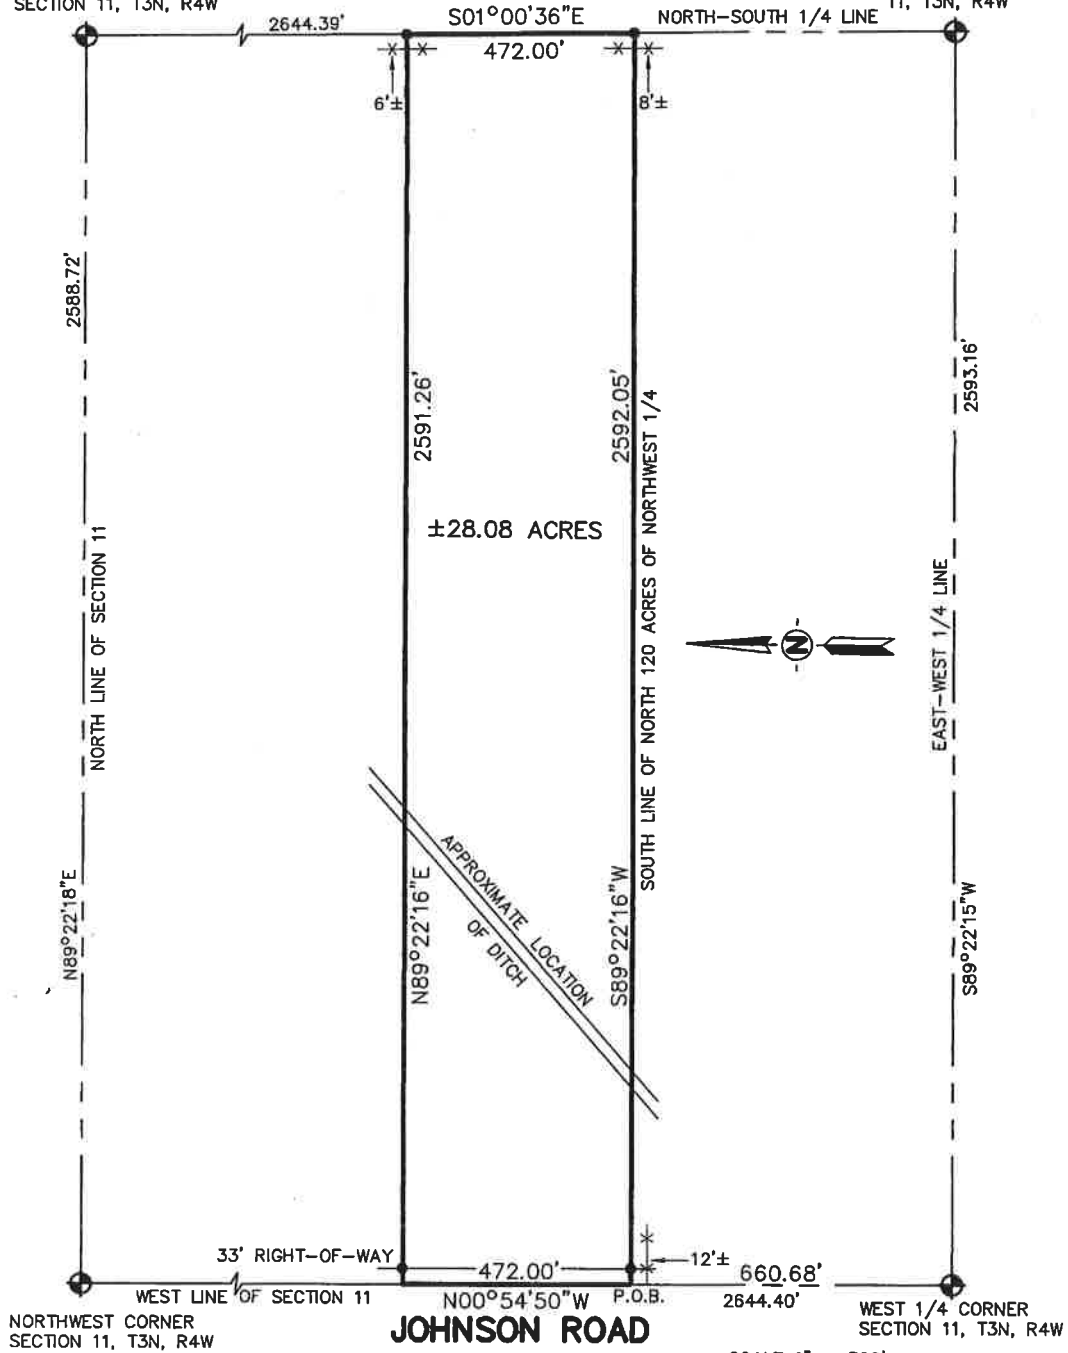 SECTION 11, T3N, R4W
2644.39'
S01°00'36"E
NORTH-SOUTH 1/4 LINE
11, T3N, R4W
472.00'
6'±
8'±
2588.72'
2591.26'
2592.05'
2593.16'
±28.08 ACRES
NORTH LINE OF SECTION 11
SOUTH LINE OF NORTH 120 ACRES OF NORTHWEST 1/4
N
EAST-WEST 1/4 LINE
APPROXIMATE LOCATION
OF DITCH
N89°22'18"E
N89°22'16"E
S89°22'16"W
S89°22'15"W
33' RIGHT-OF-WAY
472.00'
12'±
660.68'
WEST LINE OF SECTION 11
N00°54'50"W
P.O.B.
2644.40'
NORTHWEST CORNER
SECTION 11, T3N, R4W
JOHNSON ROAD
WEST 1/4 CORNER
SECTION 11, T3N, R4W